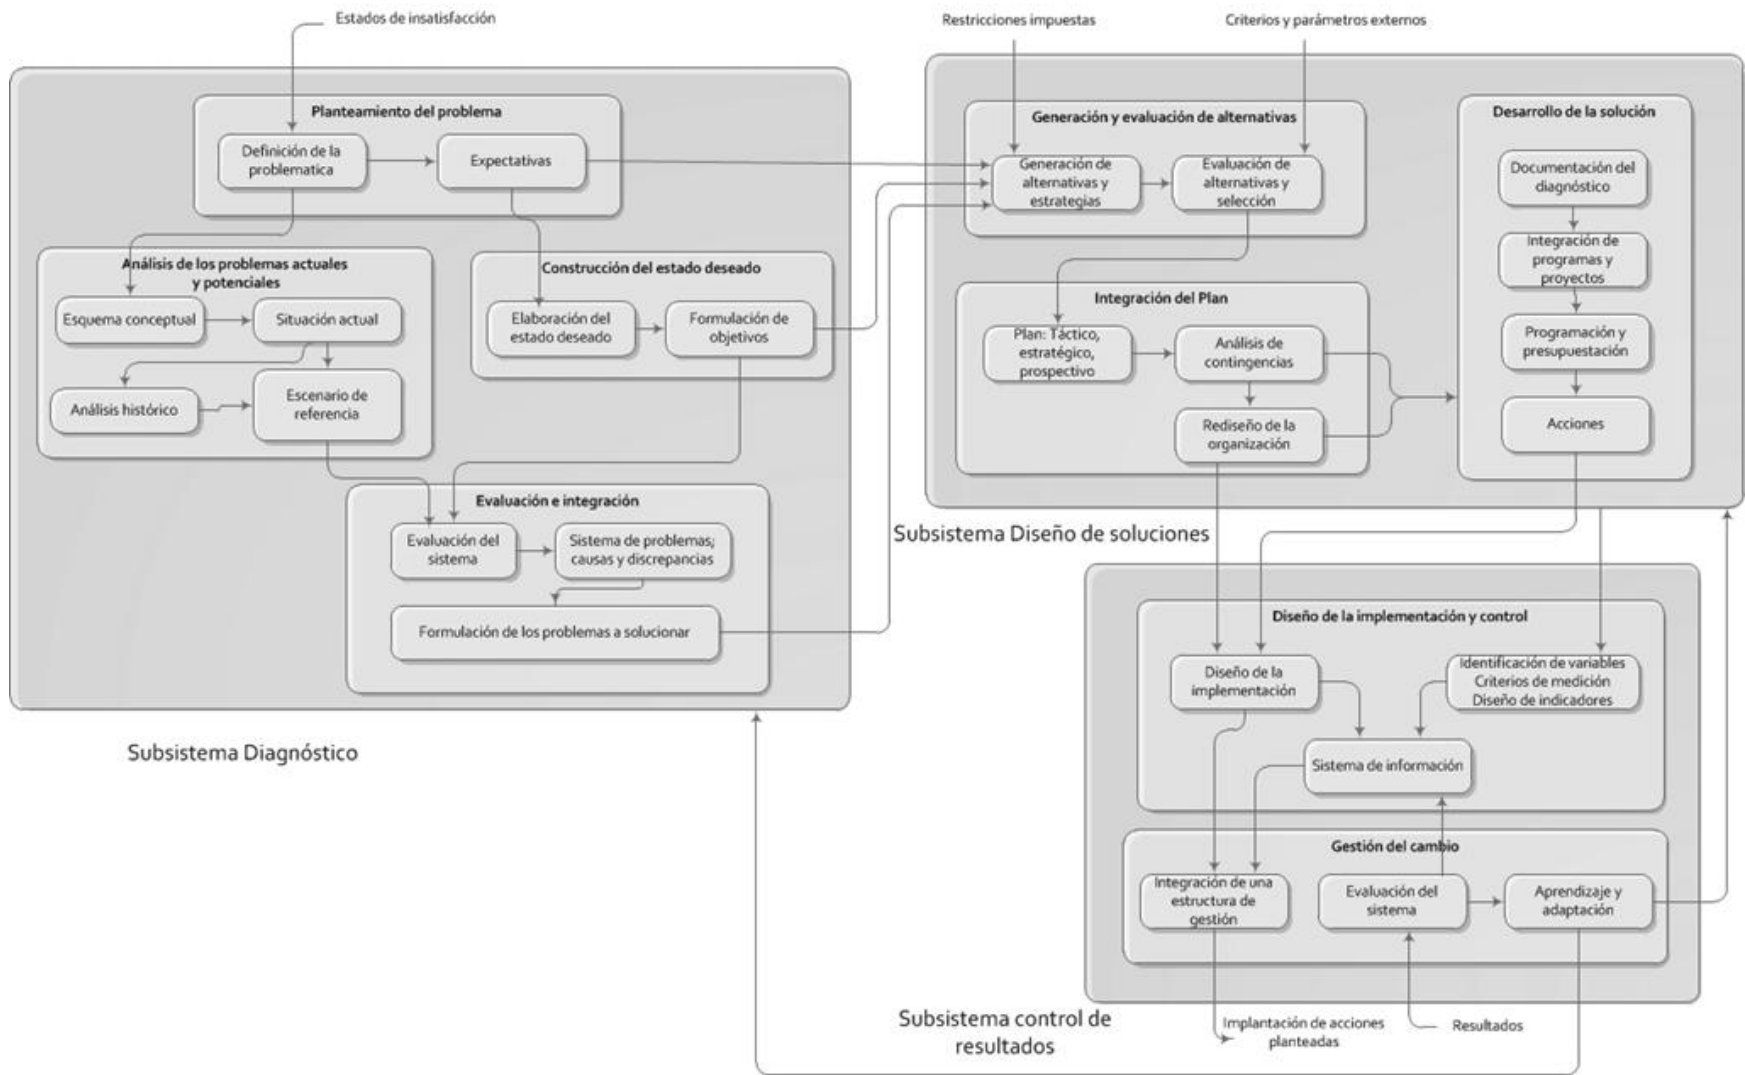 Estados de insatisfacción
Planteamiento del problema
Definición de la
problematica
Expectativas
Análisis de los problemas actuales
y potenciales
Esquema conceptual
Situación actual
Análisis histórico
Escenario de
referencia
Construcción del estado deseado
Elaboración del
estado deseado
Formulación de
objetivos
Evaluación e integración
Evaluación del
sistema
Sistema de problemas;
causas y discrepancias
Formulación de los problemas a solucionar
Subsistema Diagnóstico
Restricciones impuestas
Criterios y parámetros externos
Generación y evaluación de alternativas
Generación de
alternativas y
estrategias
Evaluación de
alternativas y
selección
Integración del Plan
Plan: Táctico,
estratégico,
prospectivo
Análisis de
contingencias
Rediseño de la
organización
Desarrollo de la solución
Documentación del
diagnóstico
Integración de
programas y
proyectos
Programación y
presupuestación
Acciones
Subsistema Diseño de soluciones
Diseño de la implementación y control
Diseño de la
implementación
Identificación de variables
Criterios de medición
Diseño de indicadores
Sistema de información
Gestión del cambio
Integración de una
estructura de
gestión
Evaluación del
sistema
Aprendizaje y
adaptación
Subsistema control de
resultados
Implantación de acciones
planteadas
Resultados